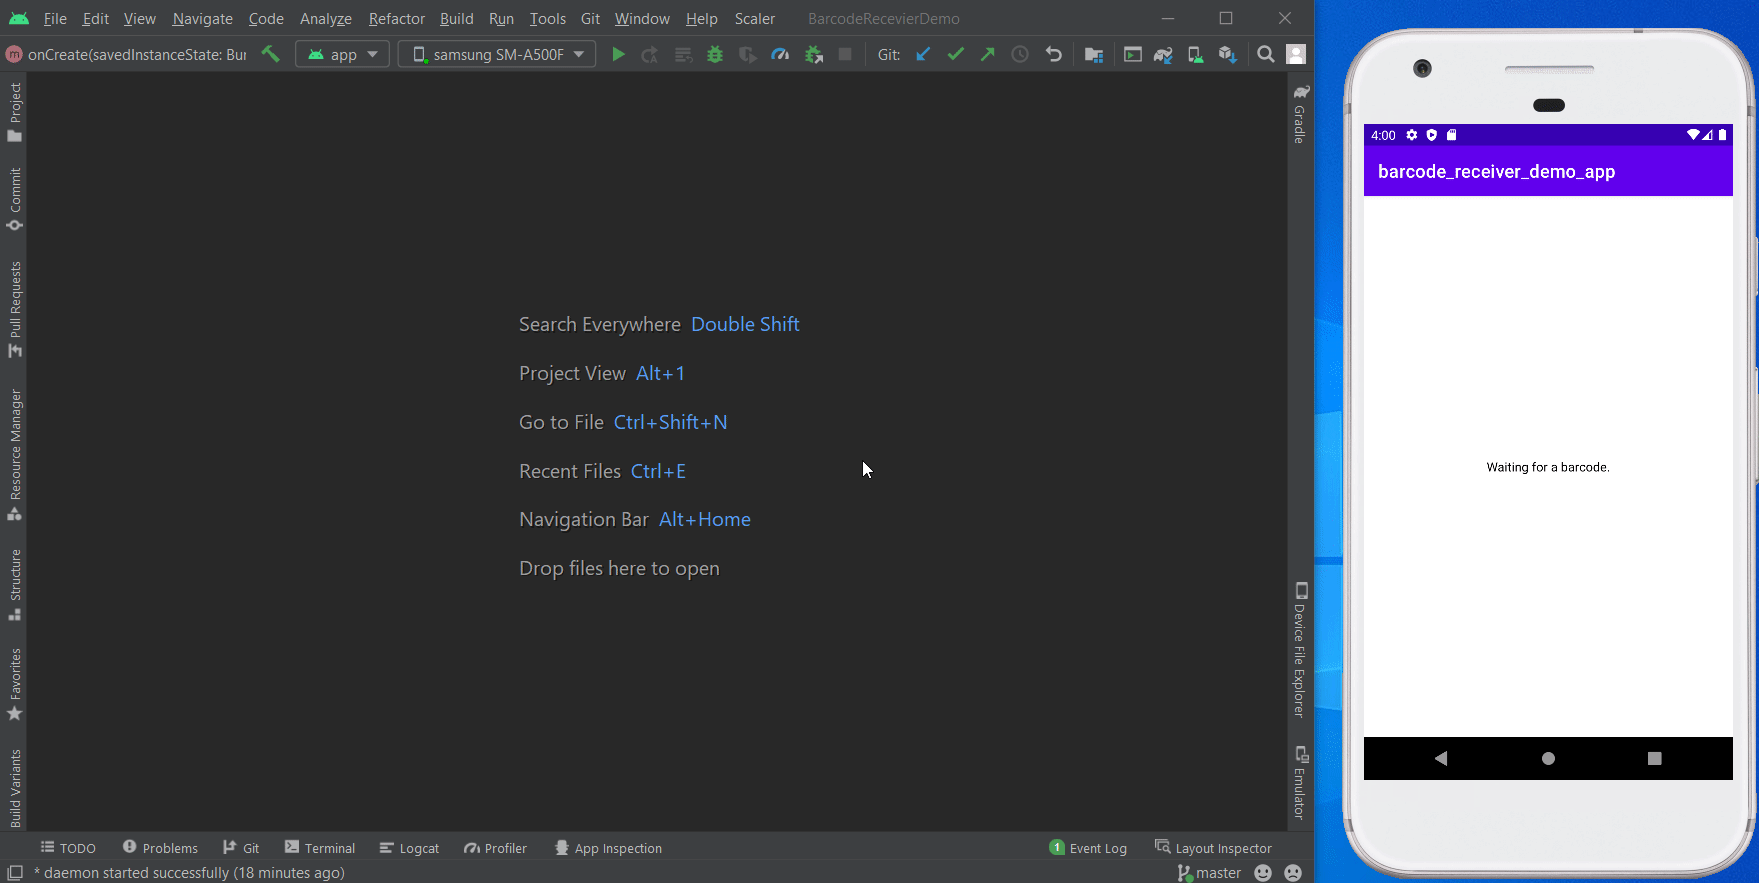 File Edit View Navigate Code Analyze Refactor Build Run Tools Git Window Help Scaler BarcodeRecevierDemo
m onCreate(savedInstanceState: Bur app samsung SM-A500F Git:
Project
Commit
Pull Requests
Resource Manager
Structure
Favorites
Build Variants
Search Everywhere Double Shift
Project View Alt+1
Go to File Ctrl+Shift+N
Recent Files Ctrl+E
Navigation Bar Alt+Home
Drop files here to open
Gradle
Device File Explorer
Emulator
TODO Problems Git Terminal Logcat Profiler App Inspection 1 Event Log Layout Inspector
* daemon started successfully (18 minutes ago) master
4:00
barcode_receiver_demo_app
Waiting for a barcode.